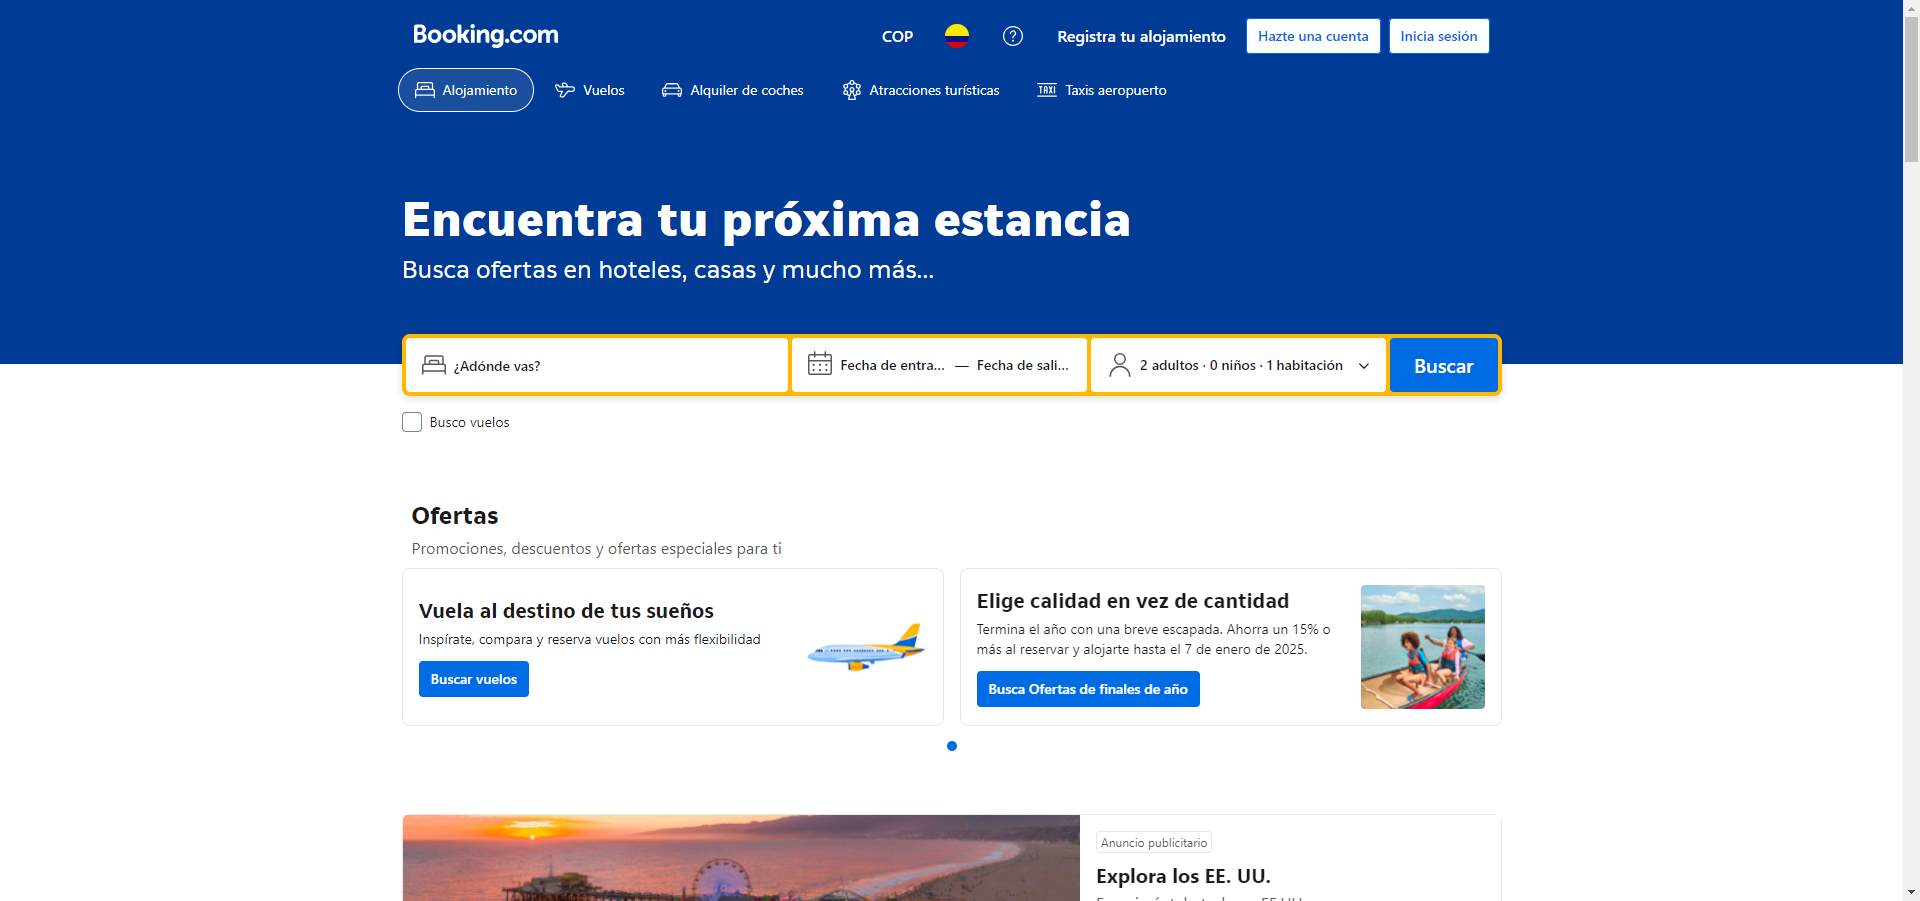 Booking.com
COP
Registra tu alojamiento
Hazte una cuenta
Inicia sesión
Alojamiento
Vuelos
Alquiler de coches
Atracciones turísticas
TAXI
Taxis aeropuerto
Encuentra tu próxima estancia
Busca ofertas en hoteles, casas y mucho más...
¿Adónde vas?
Fecha de entra... — Fecha de sali...
2 adultos · 0 niños · 1 habitación
Buscar
Busco vuelos
Ofertas
Promociones, descuentos y ofertas especiales para ti
Vuela al destino de tus sueños
Inspírate, compara y reserva vuelos con más flexibilidad
Buscar vuelos
Elige calidad en vez de cantidad
Termina el año con una breve escapada. Ahorra un 15% o
más al reservar y alojarte hasta el 7 de enero de 2025.
Busca Ofertas de finales de año
Anuncio publicitario
Explora los EE. UU.